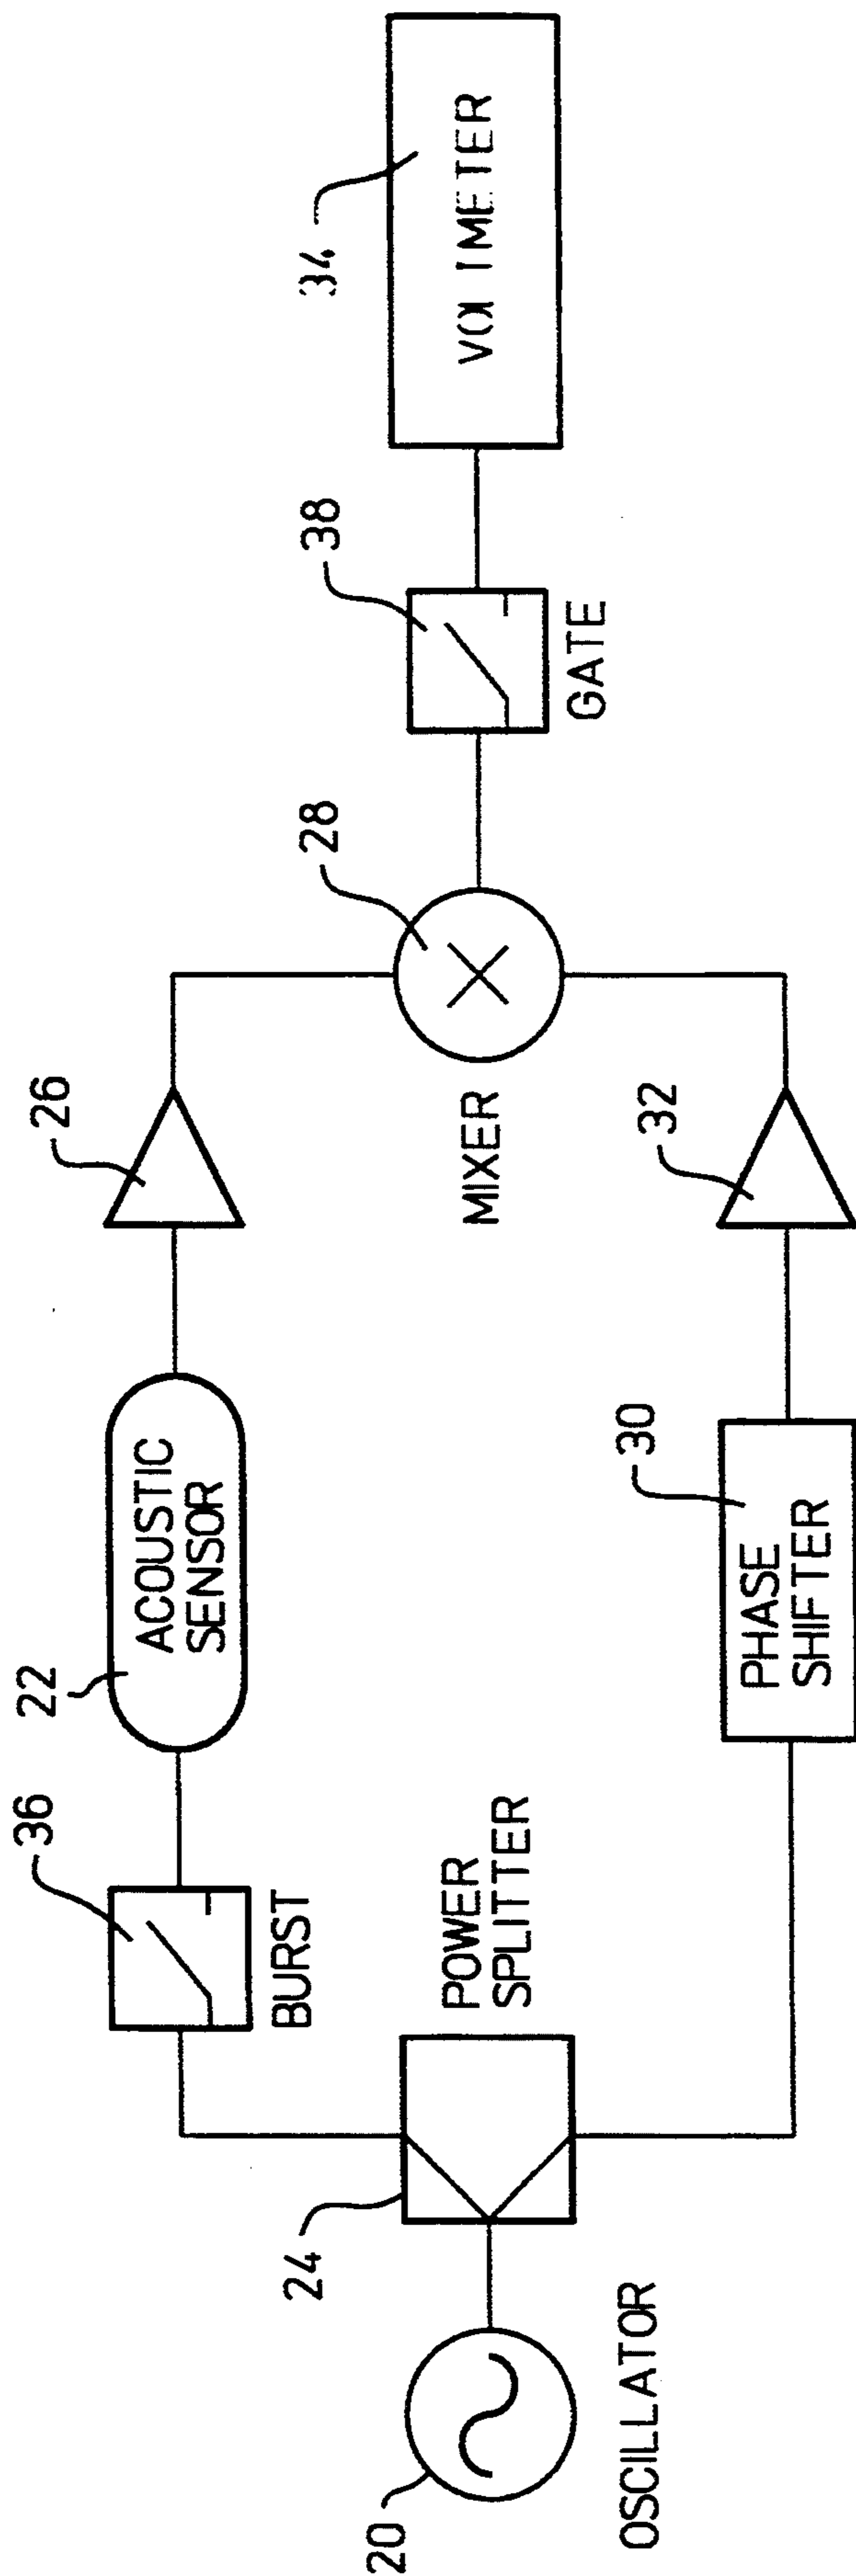 36
22
26
BURST
ACOUSTIC
SENSOR
20
OSCILLATOR
24
POWER
SPLITTER
MIXER
28
38
GATE
34
VOLTMETER
30
PHASE
SHIFTER
32